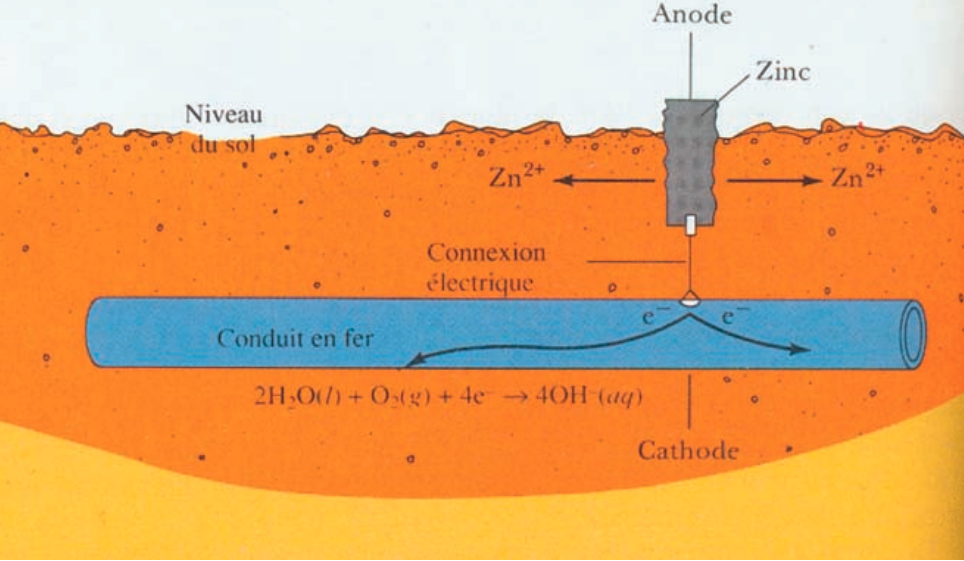 Anode
Zinc
Niveau
du sol
Zn²⁺
Zn²⁺
Connexion
électrique
e⁻
e⁻
Conduit en fer
2H₂O(l) + O₂(g) + 4e⁻ → 4OH⁻(aq)
Cathode